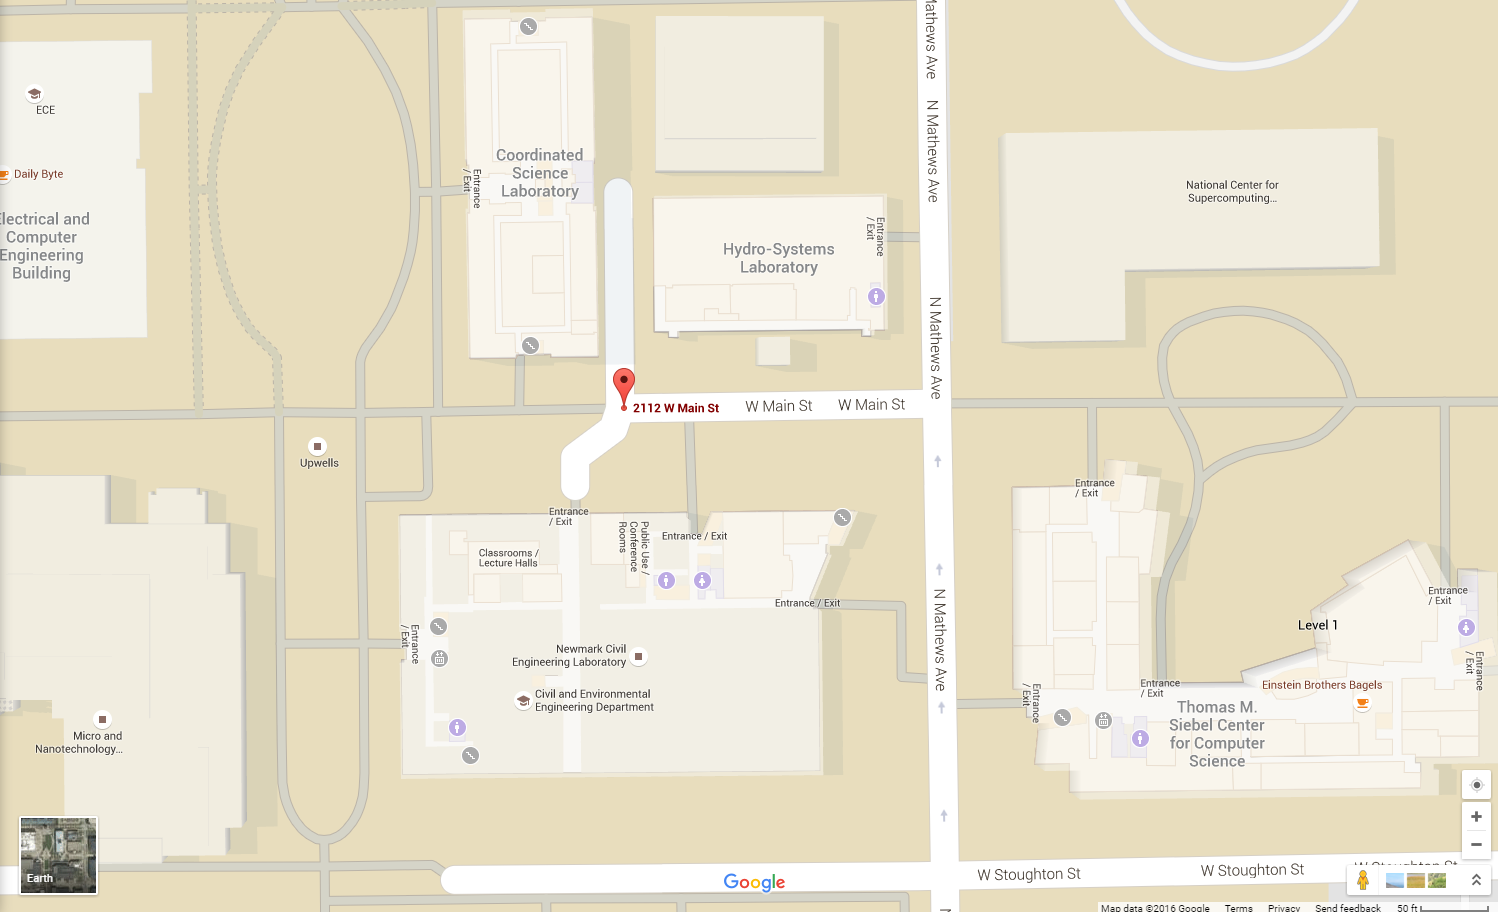 Mathews Ave
ECE
Daily Byte
Electrical and
Computer
Engineering
Building
Coordinated
Science
Laboratory
Entrance
/ Exit
N Mathews Ave
Hydro-Systems
Laboratory
Entrance
/ Exit
National Center for
Supercomputing...
N Mathews Ave
2112 W Main St
W Main St
W Main St
Upwells
Entrance
/ Exit
Classrooms /
Lecture Halls
Public Use /
Conference
Rooms
Entrance / Exit
Entrance / Exit
Entrance
/ Exit
Newmark Civil
Engineering Laboratory
Civil and Environmental
Engineering Department
N Mathews Ave
Entrance
/ Exit
Entrance
/ Exit
Level 1
Entrance
/ Exit
Entrance
/ Exit
Entrance
/ Exit
Einstein Brothers Bagels
Thomas M.
Siebel Center
for Computer
Science
Micro and
Nanotechnology...
Earth
Google
W Stoughton St
W Stoughton St
W Stoughton St
N
Map data ©2016 Google
Terms
Privacy
Send feedback
50 ft